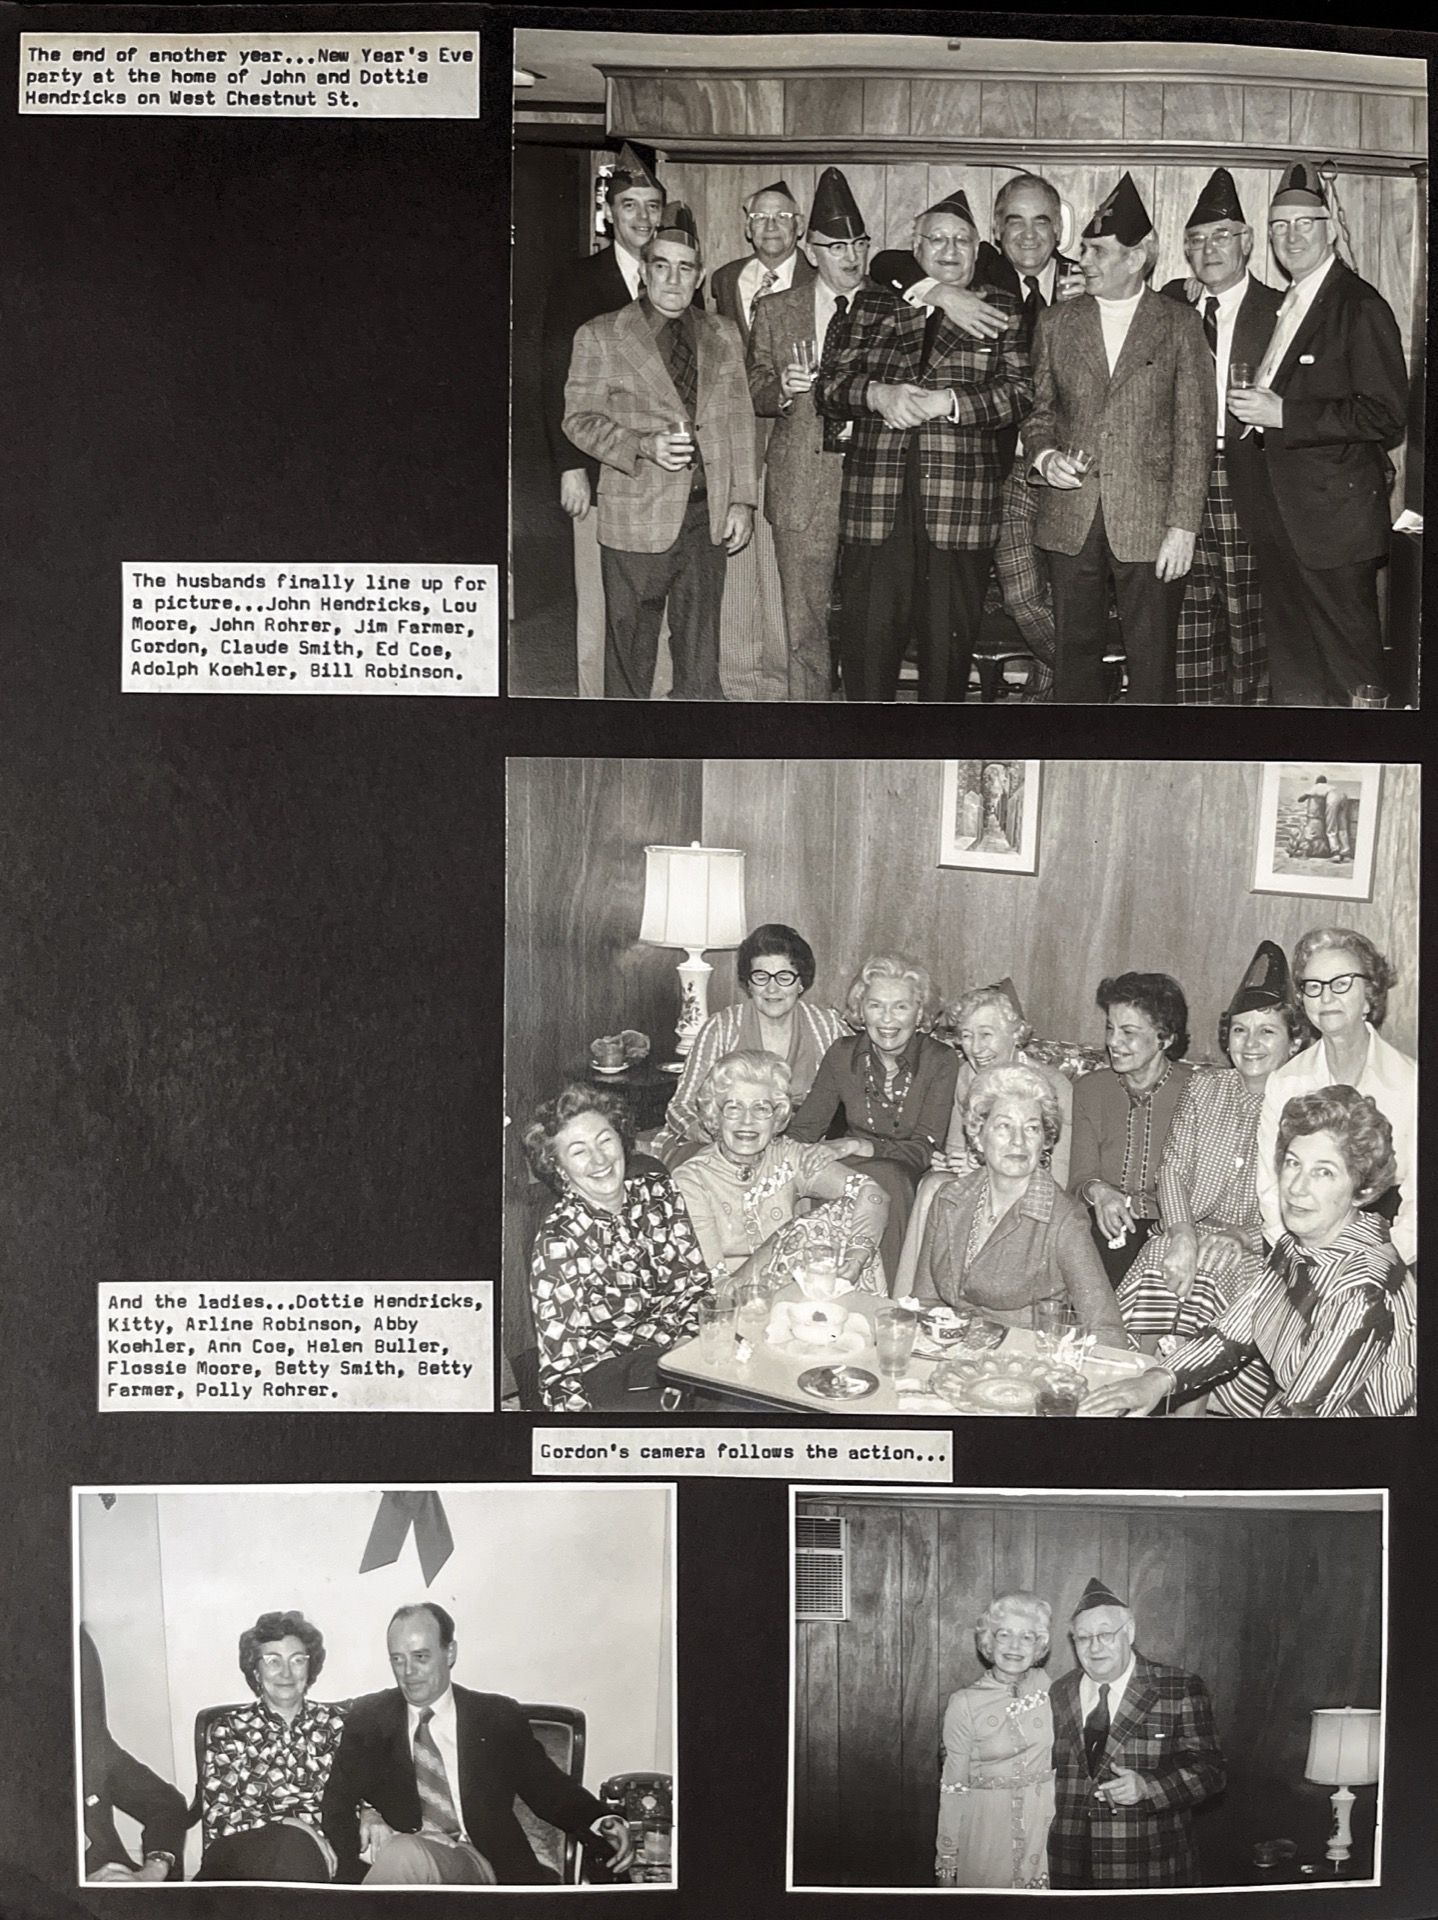 The end of another year...New Year's Eve
party at the home of John and Dottie
Hendricks on West Chestnut St.
The husbands finally line up for
a picture...John Hendricks, Lou
Moore, John Rohrer, Jim Farmer,
Gordon, Claude Smith, Ed Coe,
Adolph Koehler, Bill Robinson.
And the ladies...Dottie Hendricks,
Kitty, Arline Robinson, Abby
Koehler, Ann Coe, Helen Buller,
Flossie Moore, Betty Smith, Betty
Farmer, Polly Rohrer.
Gordon's camera follows the action...